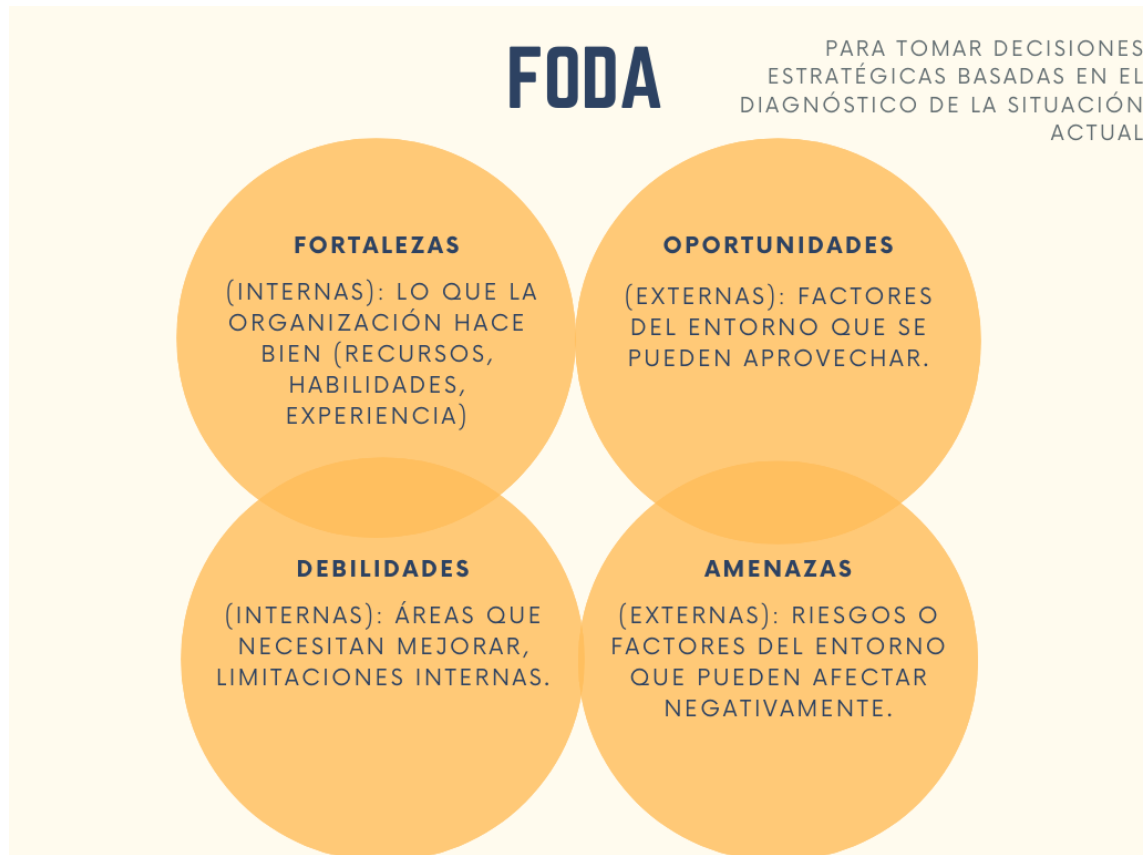 FODA
PARA TOMAR DECISIONES
ESTRATÉGICAS BASADAS EN EL
DIAGNÓSTICO DE LA SITUACIÓN
ACTUAL
FORTALEZAS
(INTERNAS): LO QUE LA
ORGANIZACIÓN HACE
BIEN (RECURSOS,
HABILIDADES,
EXPERIENCIA)
OPORTUNIDADES
(EXTERNAS): FACTORES
DEL ENTORNO QUE SE
PUEDEN APROVECHAR.
DEBILIDADES
(INTERNAS): ÁREAS QUE
NECESITAN MEJORAR,
LIMITACIONES INTERNAS.
AMENAZAS
(EXTERNAS): RIESGOS O
FACTORES DEL ENTORNO
QUE PUEDEN AFECTAR
NEGATIVAMENTE.